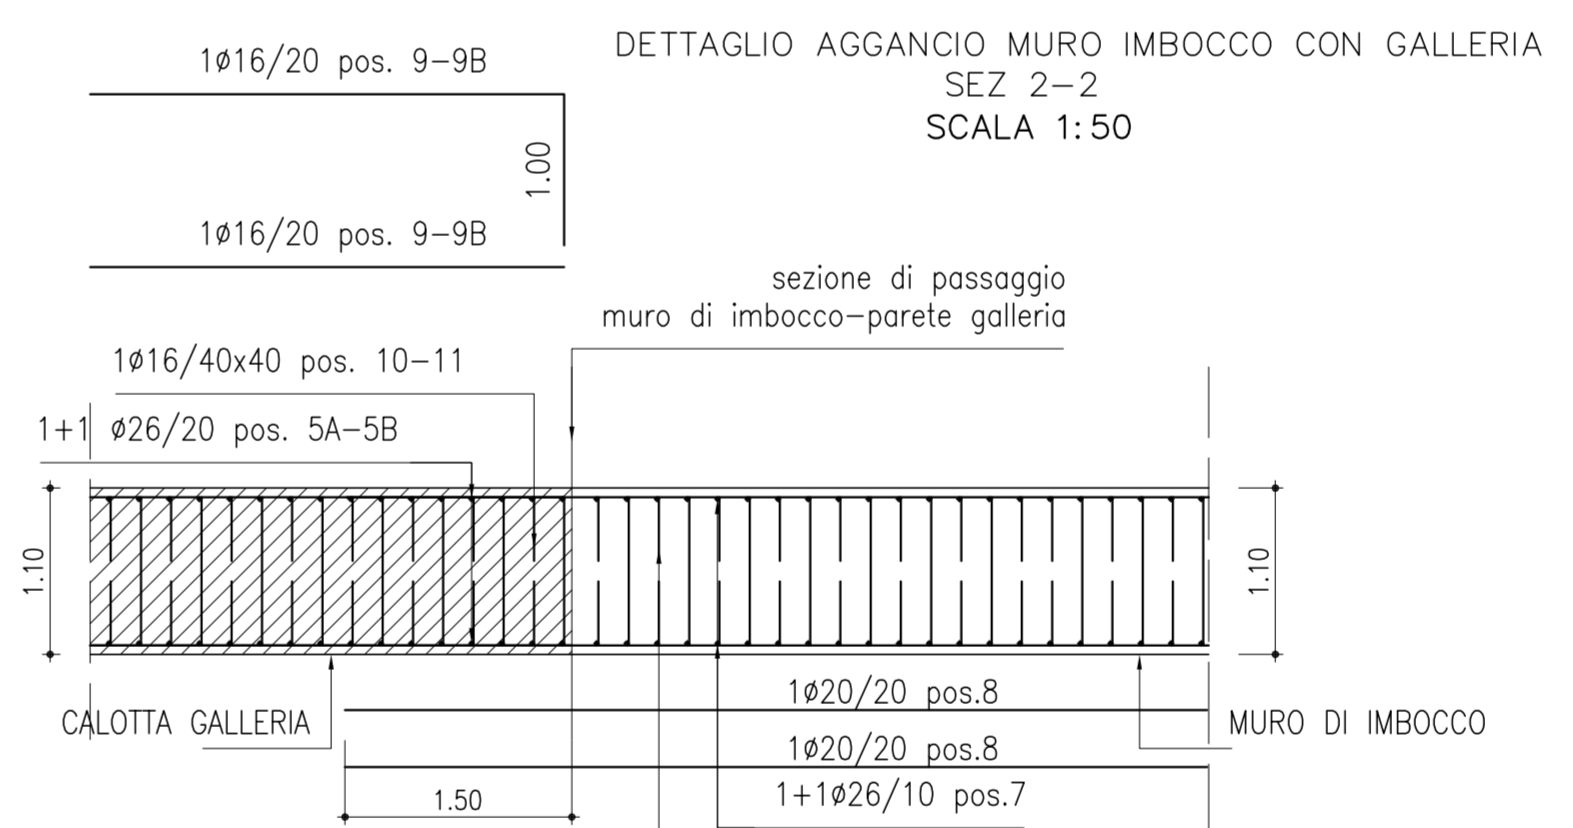 DETTAGLIO AGGANCIO MURO IMBOCCO CON GALLERIA
SEZ 2-2
SCALA 1:50
1ø16/20 pos. 9-9B
1.00
1ø16/20 pos. 9-9B
sezione di passaggio
muro di imbocco-parete galleria
1ø16/40x40 pos. 10-11
1+1 ø26/20 pos. 5A-5B
1.10
1.10
CALOTTA GALLERIA
1ø20/20 pos.8
MURO DI IMBOCCO
1ø20/20 pos.8
1+1ø26/10 pos.7
1.50